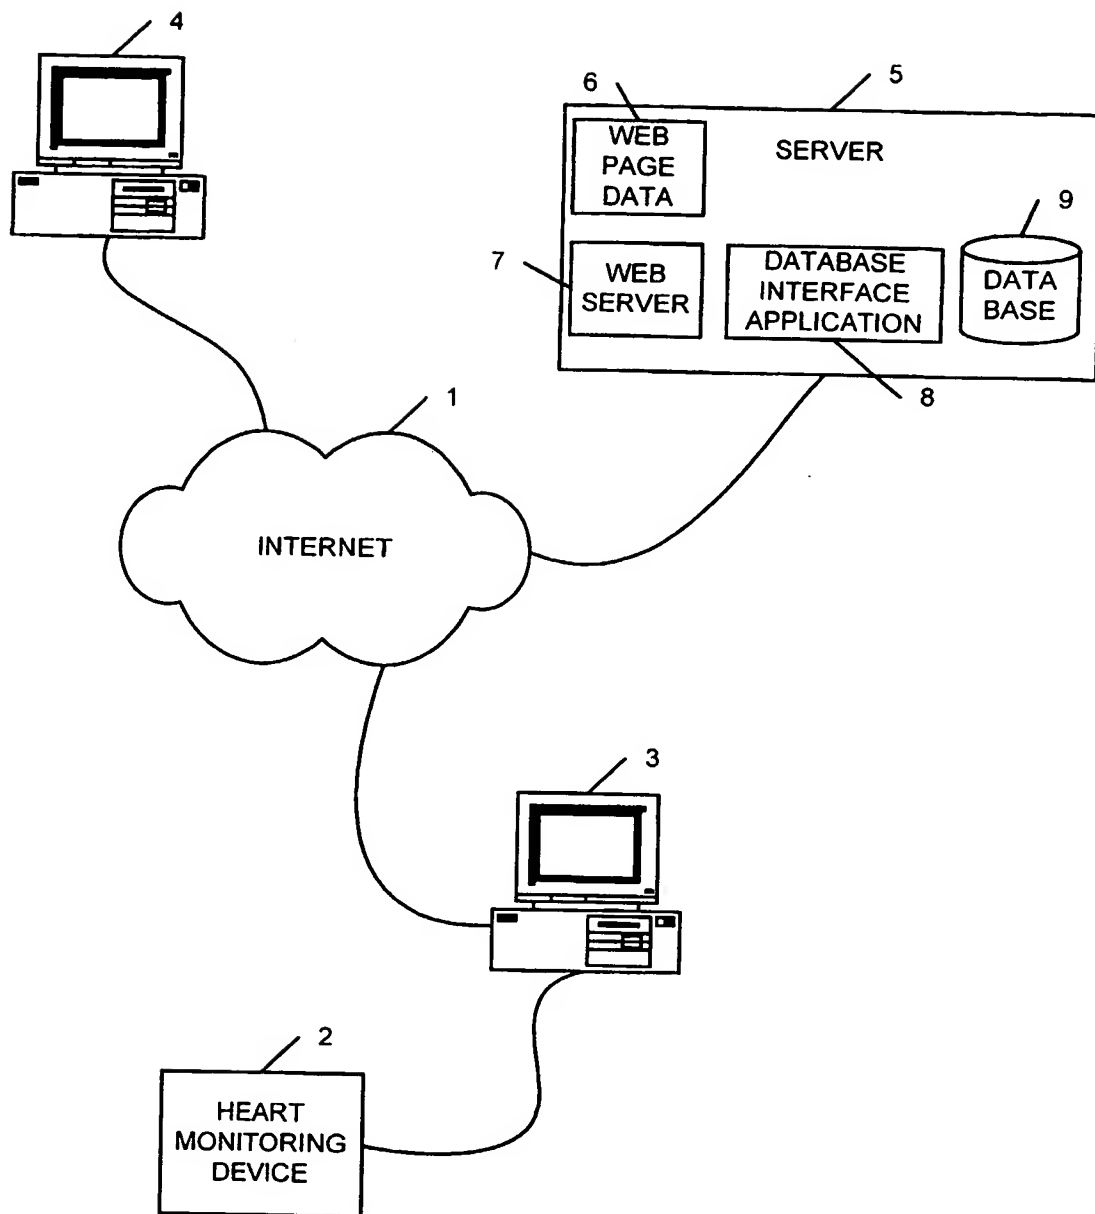 4
5
6
WEB
PAGE
DATA
SERVER
9
7
WEB
SERVER
DATABASE
INTERFACE
APPLICATION
DATA
BASE
8
1
INTERNET
3
2
HEART
MONITORING
DEVICE